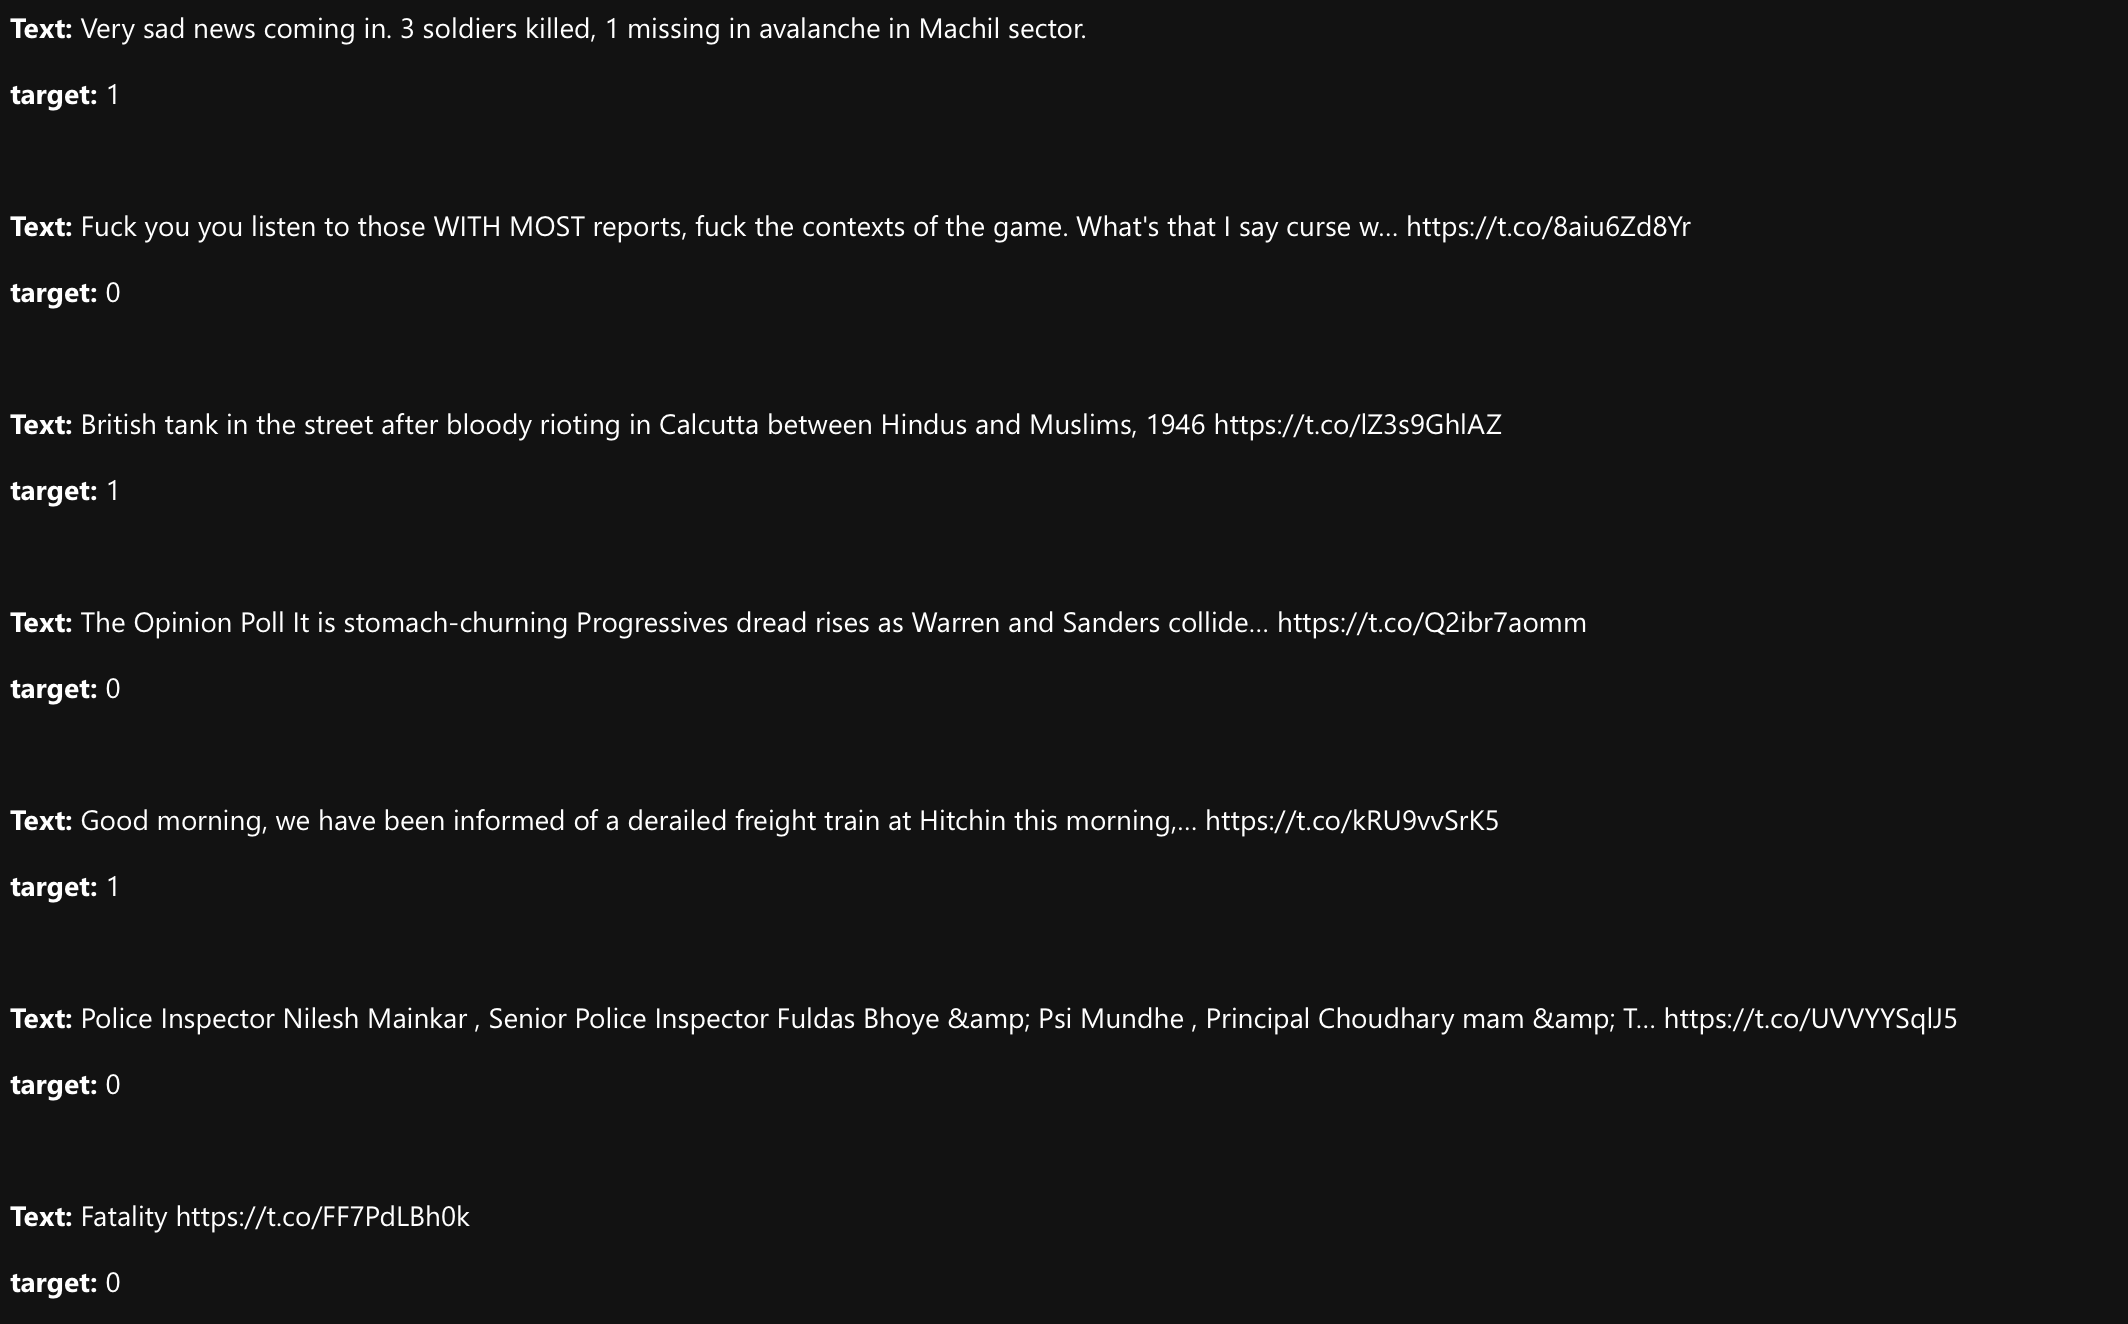 Text: Very sad news coming in. 3 soldiers killed, 1 missing in avalanche in Machil sector.
target: 1
Text: Fuck you you listen to those WITH MOST reports, fuck the contexts of the game. What's that I say curse w… https://t.co/8aiu6Zd8Yr
target: 0
Text: British tank in the street after bloody rioting in Calcutta between Hindus and Muslims, 1946 https://t.co/lZ3s9GhlAZ
target: 1
Text: The Opinion Poll It is stomach-churning Progressives dread rises as Warren and Sanders collide… https://t.co/Q2ibr7aomm
target: 0
Text: Good morning, we have been informed of a derailed freight train at Hitchin this morning,… https://t.co/kRU9vvSrK5
target: 1
Text: Police Inspector Nilesh Mainkar , Senior Police Inspector Fuldas Bhoye &amp; Psi Mundhe , Principal Choudhary mam &amp; T… https://t.co/UVVYYSqlJ5
target: 0
Text: Fatality https://t.co/FF7PdLBh0k
target: 0